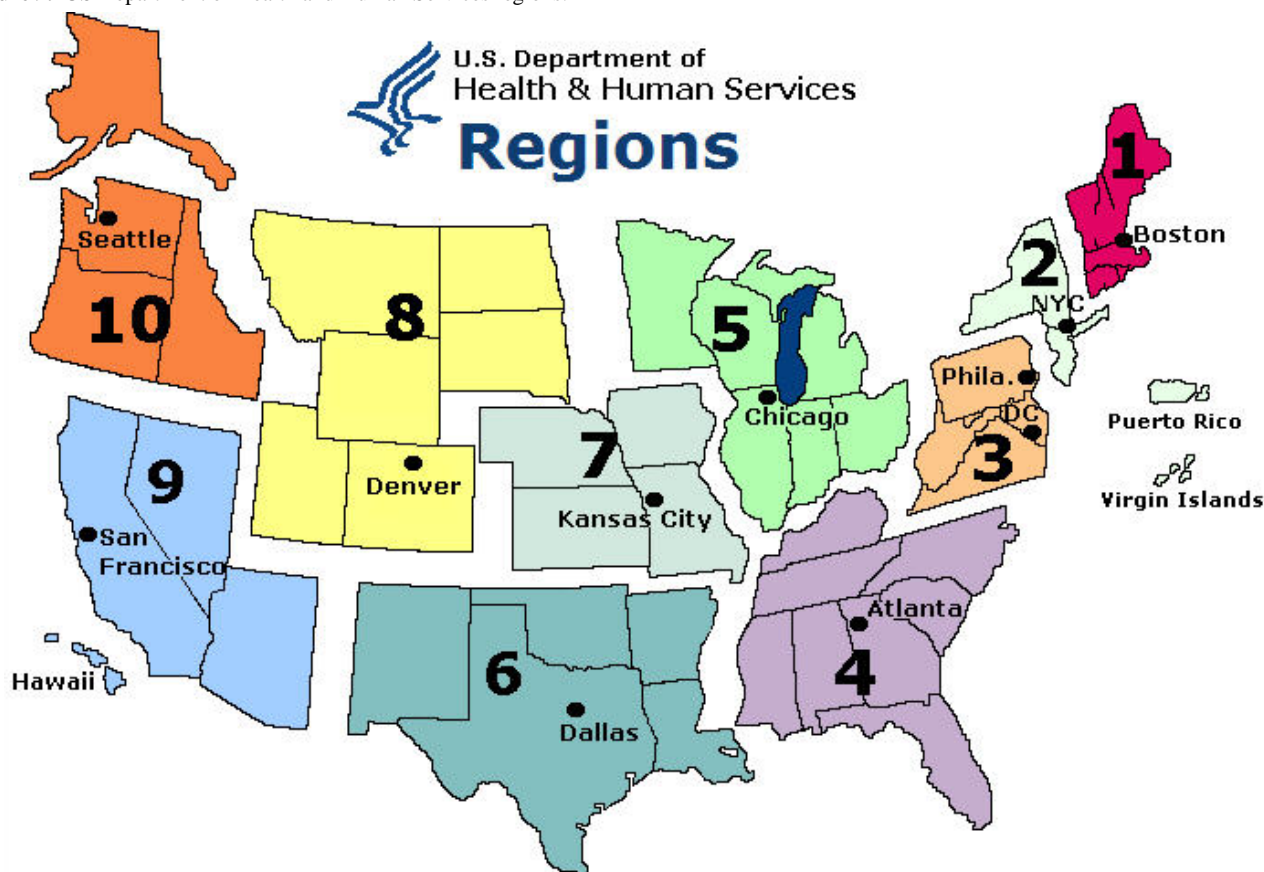 U.S. Department of
Health & Human Services
Regions
1
Boston
2
NYC
Seattle
10
8
5
Chicago
Phila.
DC
3
Puerto Rico
Virgin Islands
9
San
Francisco
Denver
7
Kansas City
Hawaii
6
Dallas
Atlanta
4